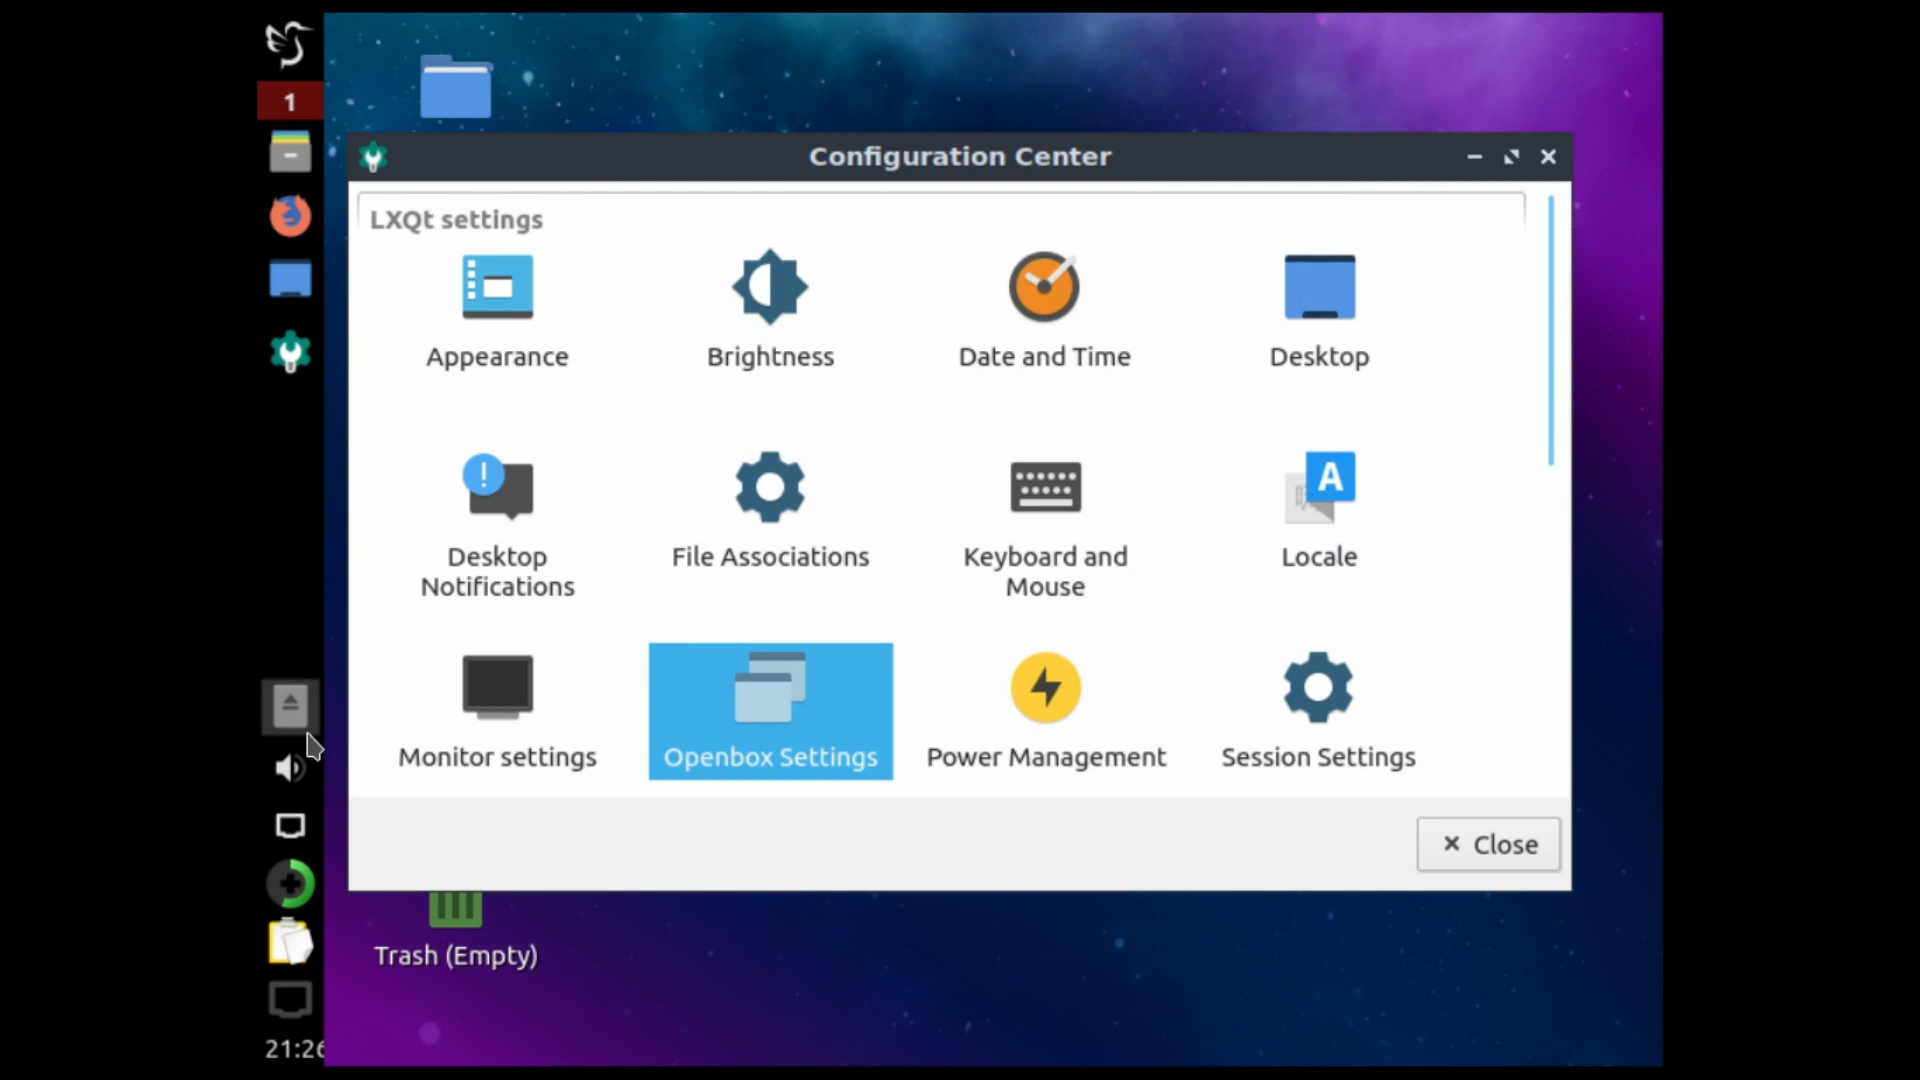 1
Configuration Center
LXQt settings
Appearance
Brightness
Date and Time
Desktop
Desktop
Notifications
File Associations
Keyboard and
Mouse
Locale
A
Monitor settings
Openbox Settings
Power Management
Session Settings
Close
Trash (Empty)
21:26